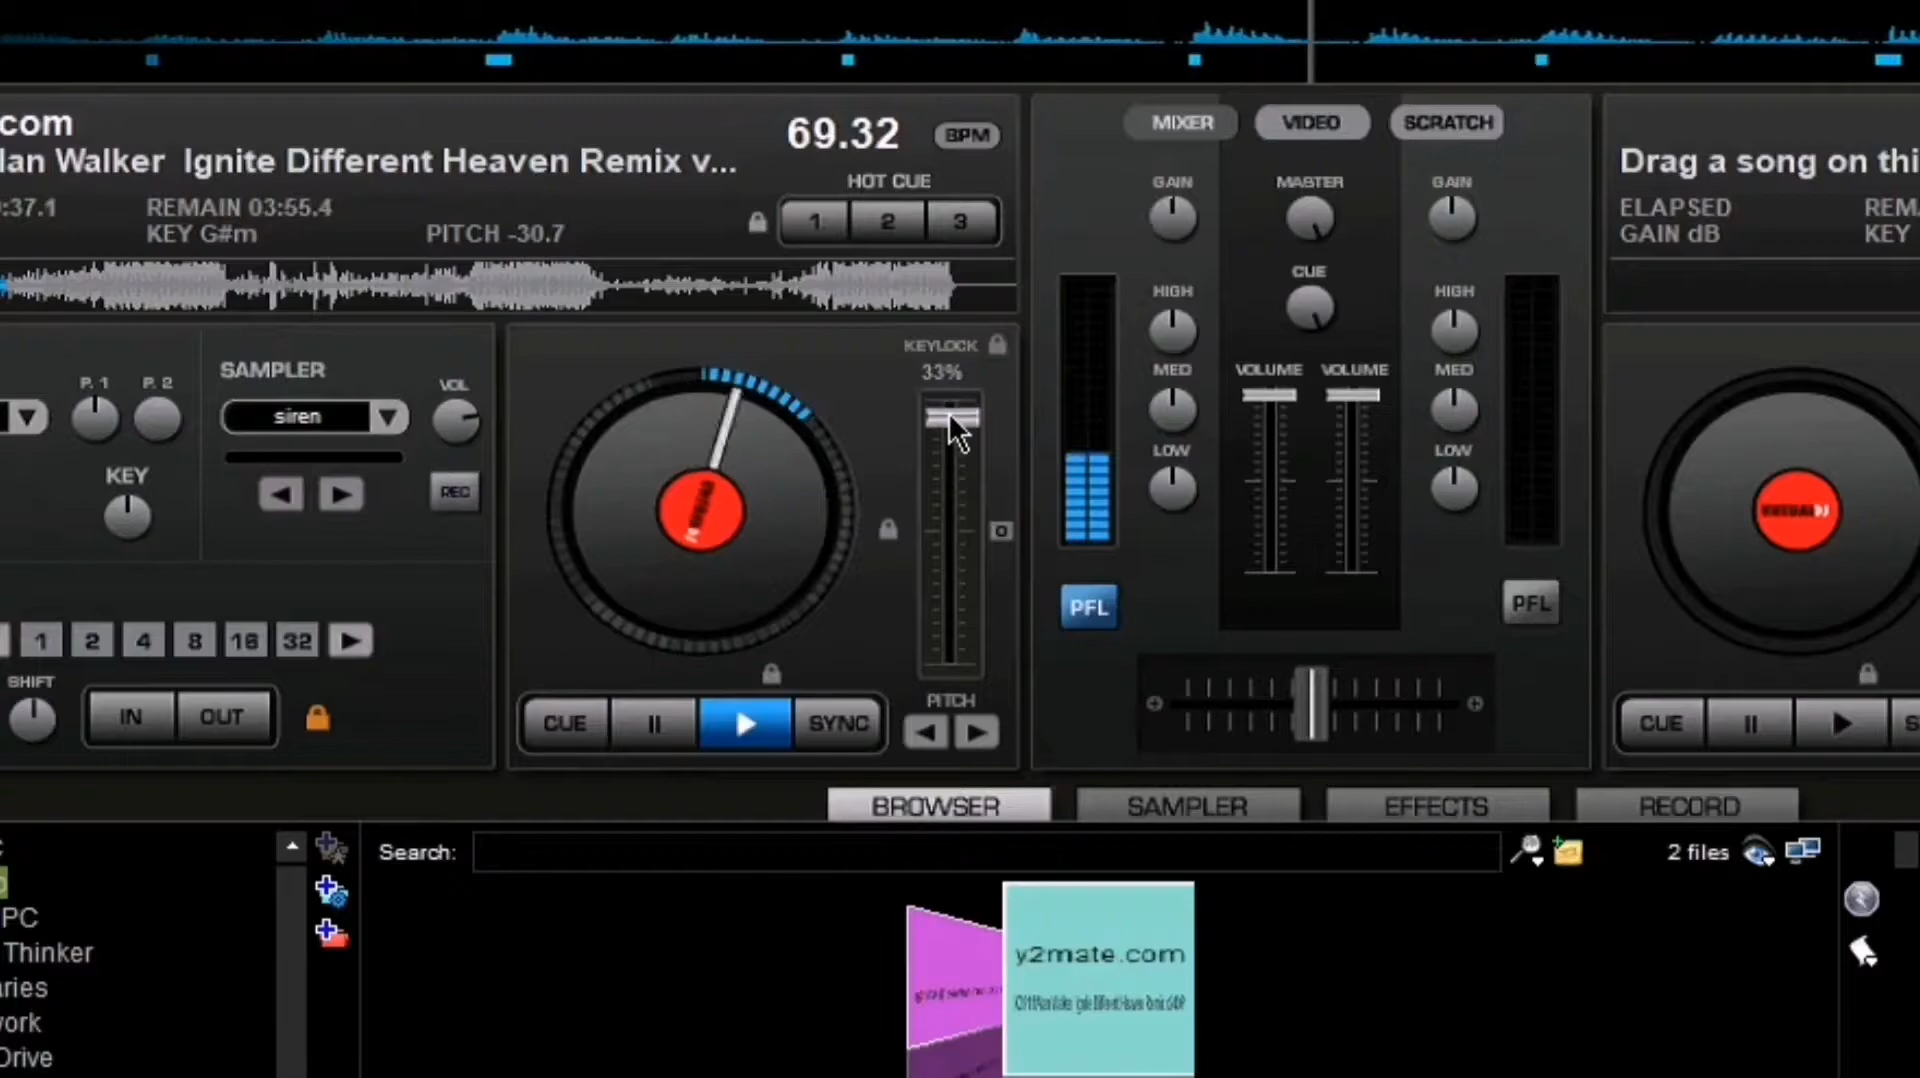 com
lan Walker Ignite Different Heaven Remix v...
69.32 BPM
:37.1
REMAIN 03:55.4
KEY G#m
PITCH -30.7
HOT CUE
1 2 3
MIXER VIDEO SCRATCH
GAIN MASTER GAIN
CUE
HIGH HIGH
MED VOLUME VOLUME MED
LOW LOW
PFL PFL
Drag a song on thi
ELAPSED REM
GAIN dB KEY
P. 1 P. 2
KEY
SAMPLER
siren
VOL
REC
KEYLOCK
33%
1 2 4 8 16 32
SHIFT
IN OUT
CUE SYNC
PITCH
VIRTUAL DJ
CUE S
BROWSER SAMPLER EFFECTS RECORD
Search:
2 files
PC
Thinker
aries
work
Drive
y2mate.com